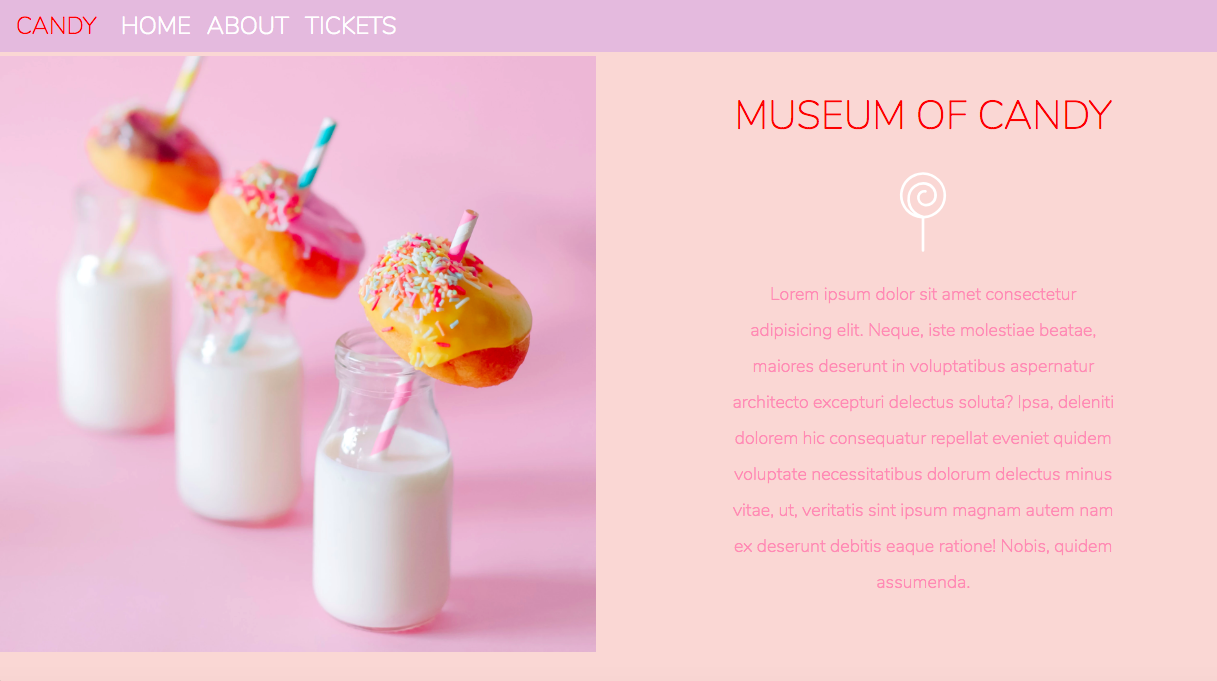 CANDY HOME ABOUT TICKETS
MUSEUM OF CANDY
Lorem ipsum dolor sit amet consectetur
adipisicing elit. Neque, iste molestiae beatae,
maiores deserunt in voluptatibus aspernatur
architecto excepturi delectus soluta? Ipsa, deleniti
dolorem hic consequatur repellat eveniet quidem
voluptate necessitatibus dolorum delectus minus
vitae, ut, veritatis sint ipsum magnam autem nam
ex deserunt debitis eaque ratione! Nobis, quidem
assumenda.